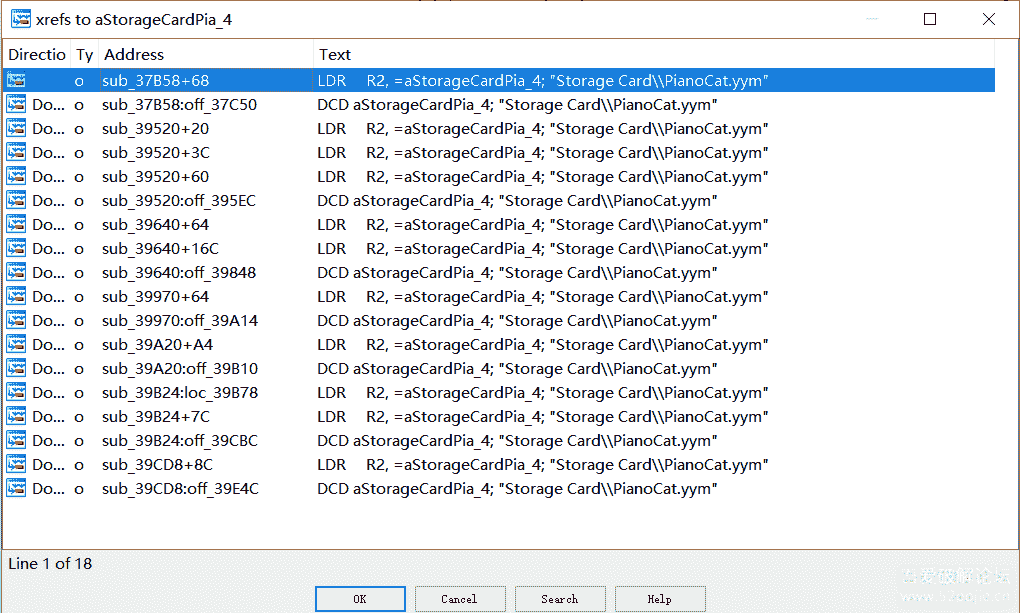 xrefs to aStorageCardPia_4
Directio Ty Address Text
o sub_37B58+68 LDR R2, =aStorageCardPia_4; "Storage Card\\PianoCat.yym"
Do... o sub_37B58:off_37C50 DCD aStorageCardPia_4; "Storage Card\\PianoCat.yym"
Do... o sub_39520+20 LDR R2, =aStorageCardPia_4; "Storage Card\\PianoCat.yym"
Do... o sub_39520+3C LDR R2, =aStorageCardPia_4; "Storage Card\\PianoCat.yym"
Do... o sub_39520+60 LDR R2, =aStorageCardPia_4; "Storage Card\\PianoCat.yym"
Do... o sub_39520:off_395EC DCD aStorageCardPia_4; "Storage Card\\PianoCat.yym"
Do... o sub_39640+64 LDR R2, =aStorageCardPia_4; "Storage Card\\PianoCat.yym"
Do... o sub_39640+16C LDR R2, =aStorageCardPia_4; "Storage Card\\PianoCat.yym"
Do... o sub_39640:off_39848 DCD aStorageCardPia_4; "Storage Card\\PianoCat.yym"
Do... o sub_39970+64 LDR R2, =aStorageCardPia_4; "Storage Card\\PianoCat.yym"
Do... o sub_39970:off_39A14 DCD aStorageCardPia_4; "Storage Card\\PianoCat.yym"
Do... o sub_39A20+A4 LDR R2, =aStorageCardPia_4; "Storage Card\\PianoCat.yym"
Do... o sub_39A20:off_39B10 DCD aStorageCardPia_4; "Storage Card\\PianoCat.yym"
Do... o sub_39B24:loc_39B78 LDR R2, =aStorageCardPia_4; "Storage Card\\PianoCat.yym"
Do... o sub_39B24+7C LDR R2, =aStorageCardPia_4; "Storage Card\\PianoCat.yym"
Do... o sub_39B24:off_39CBC DCD aStorageCardPia_4; "Storage Card\\PianoCat.yym"
Do... o sub_39CD8+8C LDR R2, =aStorageCardPia_4; "Storage Card\\PianoCat.yym"
Do... o sub_39CD8:off_39E4C DCD aStorageCardPia_4; "Storage Card\\PianoCat.yym"
Line 1 of 18
OK Cancel Search Help